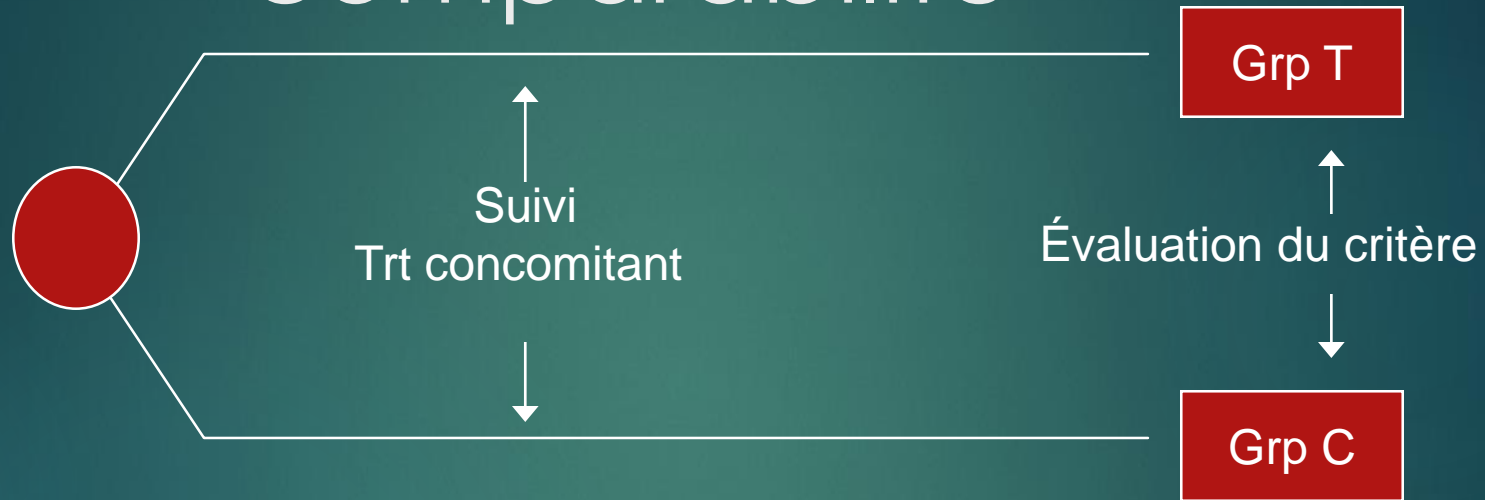 Grp T
Suivi
Trt concomitant
Évaluation du critère
Grp C